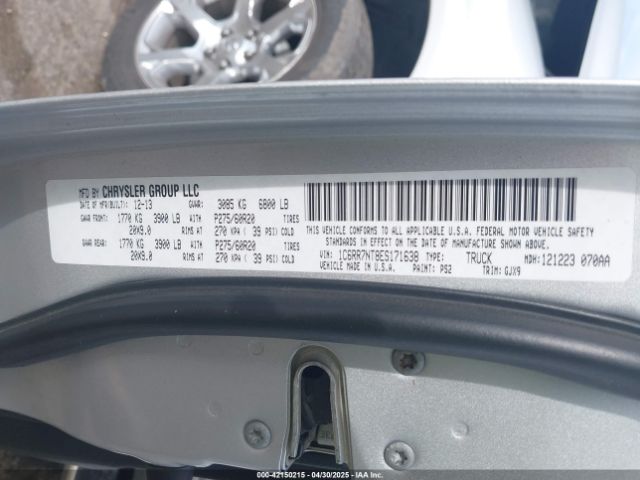 MFD BY CHRYSLER GROUP LLC
DATE OF MFR(BUILT): 12-13 GVWR: 3085 KG 6800 LB
GAWR FRONT: 1770 KG 3900 LB WITH P275/60R20 TIRES
20X9.0 RIMS AT 270 KPA ( 39 PSI) COLD
GAWR REAR: 1770 KG 3900 LB WITH P275/60R20 TIRES
20X9.0 RIMS AT 270 KPA ( 39 PSI) COLD
THIS VEHICLE CONFORMS TO ALL APPLICABLE U.S.A. FEDERAL MOTOR VEHICLE SAFETY
STANDARDS IN EFFECT ON THE DATE OF MANUFACTURE SHOWN ABOVE.
VIN: 1C6RR7NT8ES171638 TYPE: TRUCK MDH: 121223 070AA
VEHICLE MADE IN U.S.A. PAINT: PS2 TRIM: GJX9
000-42150215 - 04/30/2025 - IAAI.COM